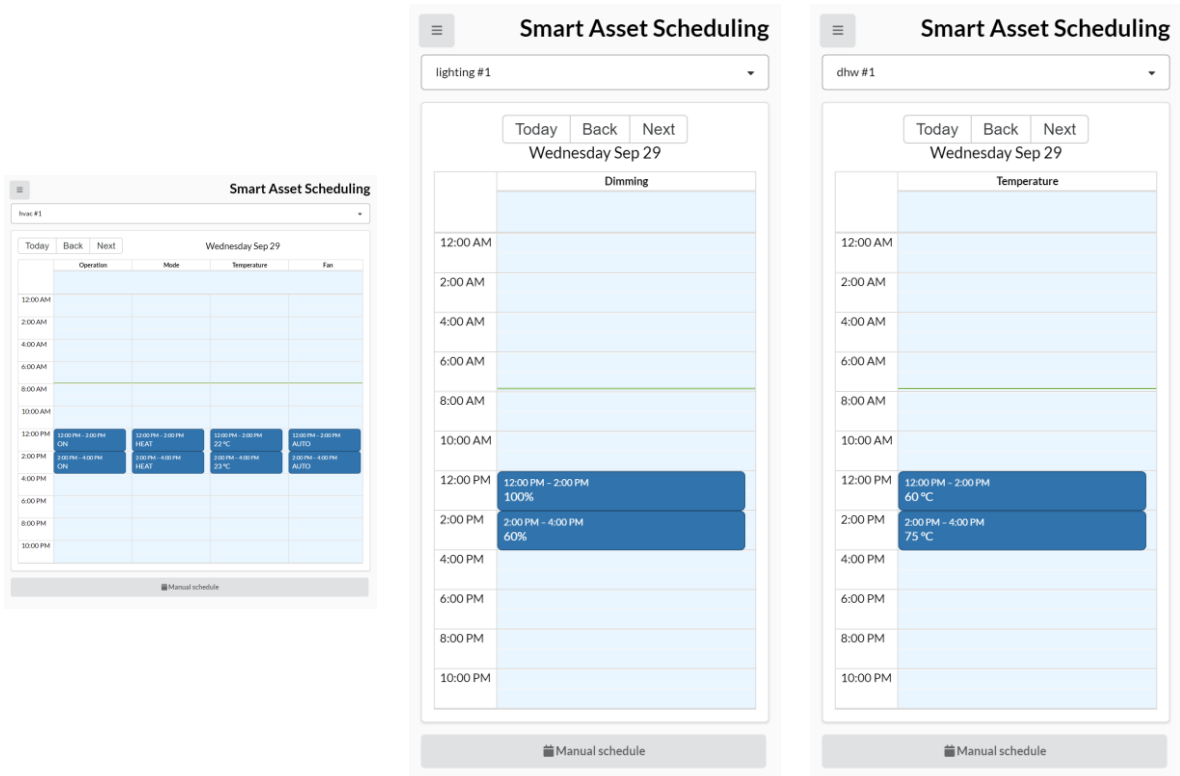 Smart Asset Scheduling
hvac #1
Today Back Next Wednesday Sep 29
Operation Mode Temperature Fan
12:00 AM
2:00 AM
4:00 AM
6:00 AM
8:00 AM
10:00 AM
12:00 PM 12:00 PM – 2:00 PM 12:00 PM – 2:00 PM 12:00 PM – 2:00 PM 12:00 PM – 2:00 PM
ON HEAT 22 °C AUTO
2:00 PM 2:00 PM – 4:00 PM 2:00 PM – 4:00 PM 2:00 PM – 4:00 PM 2:00 PM – 4:00 PM
ON HEAT 23 °C AUTO
4:00 PM
6:00 PM
8:00 PM
10:00 PM
Manual schedule
Smart Asset Scheduling
lighting #1
Today Back Next
Wednesday Sep 29
Dimming
12:00 AM
2:00 AM
4:00 AM
6:00 AM
8:00 AM
10:00 AM
12:00 PM 12:00 PM – 2:00 PM
100%
2:00 PM 2:00 PM – 4:00 PM
60%
4:00 PM
6:00 PM
8:00 PM
10:00 PM
Manual schedule
Smart Asset Scheduling
dhw #1
Today Back Next
Wednesday Sep 29
Temperature
12:00 AM
2:00 AM
4:00 AM
6:00 AM
8:00 AM
10:00 AM
12:00 PM 12:00 PM – 2:00 PM
60 °C
2:00 PM 2:00 PM – 4:00 PM
75 °C
4:00 PM
6:00 PM
8:00 PM
10:00 PM
Manual schedule